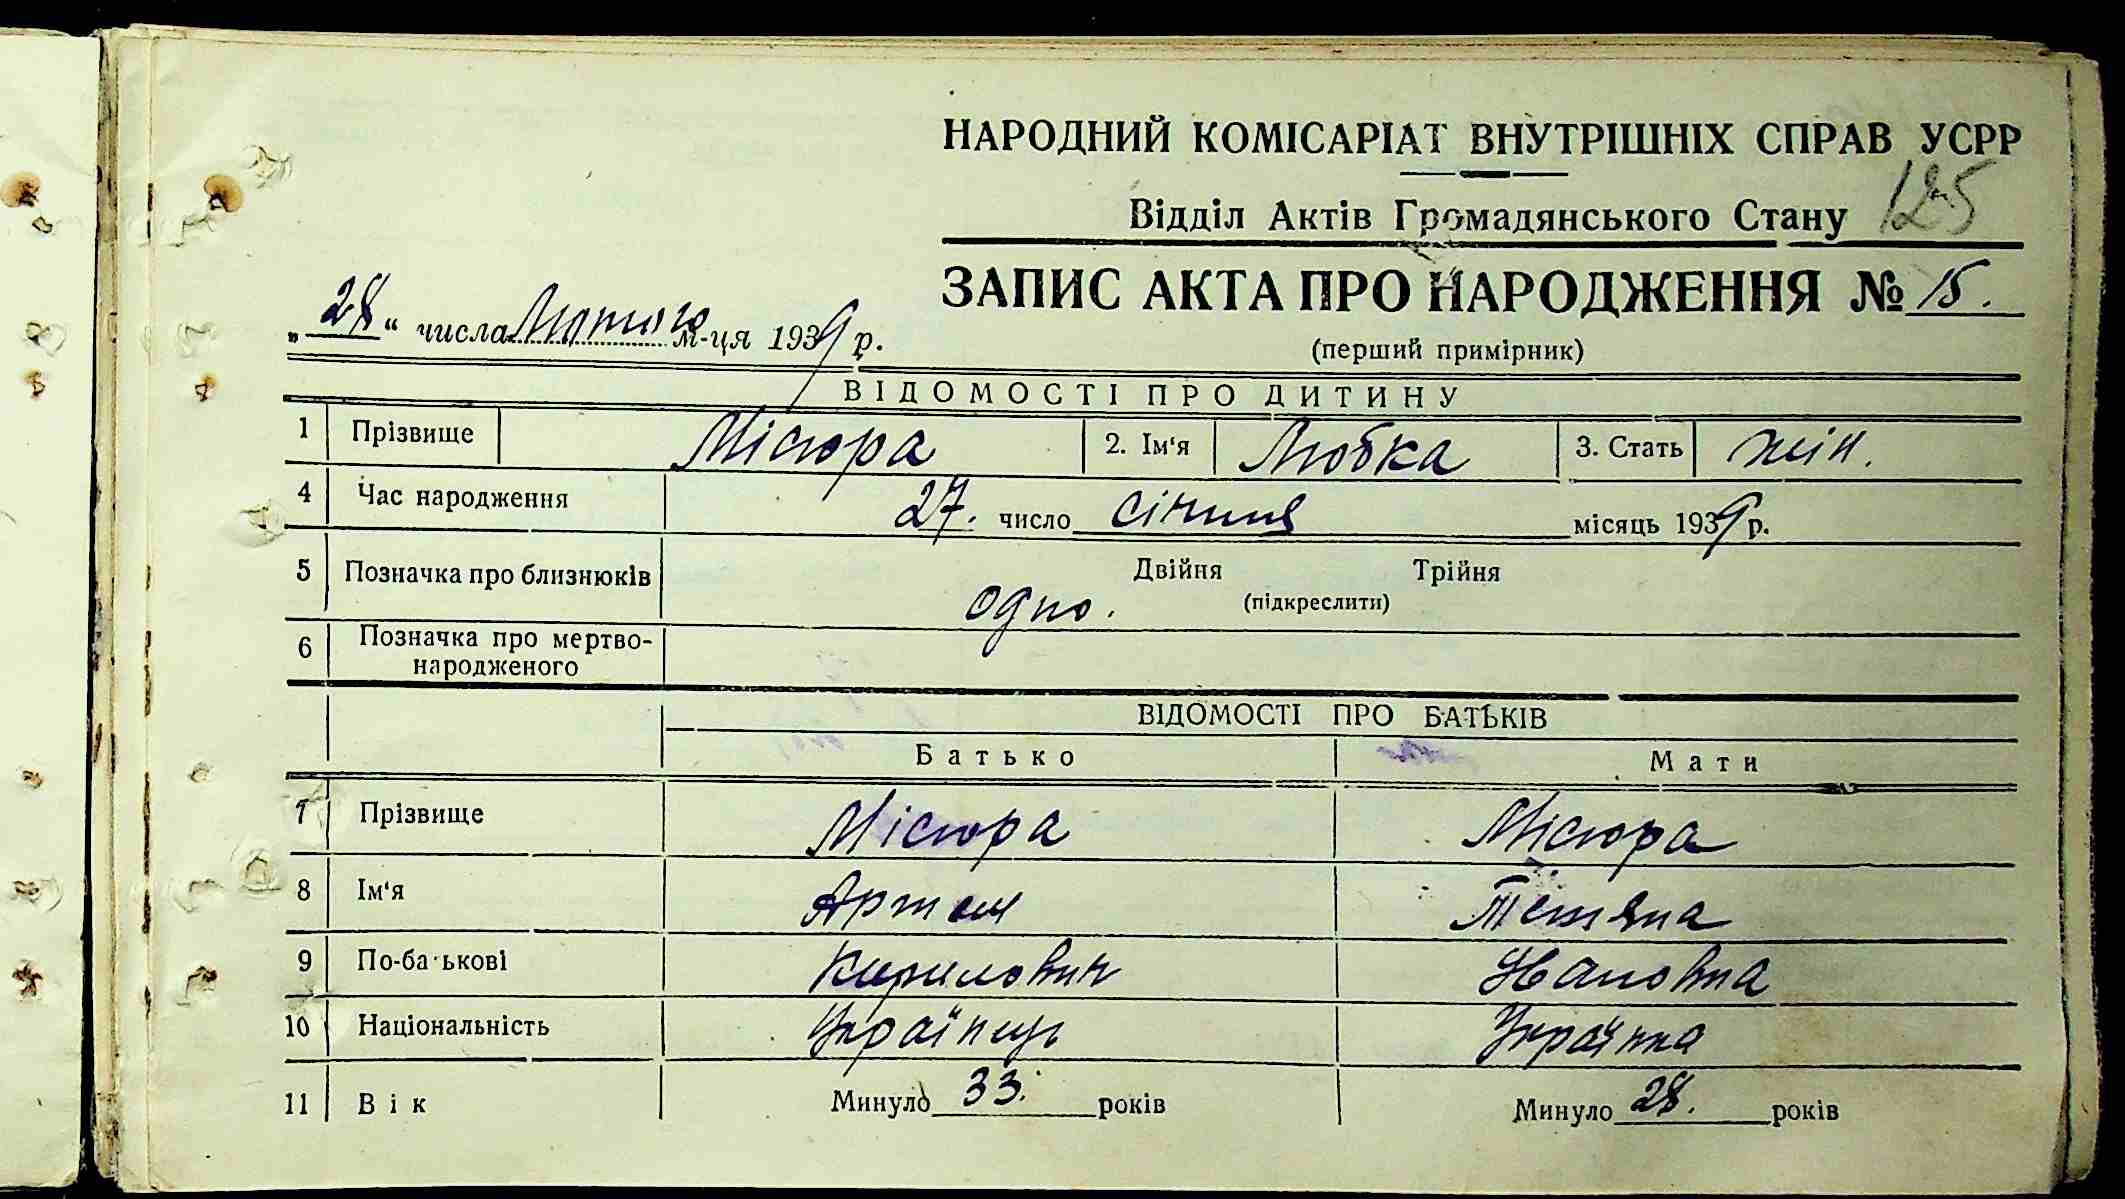 НАРОДНИЙ КОМІСАРІАТ ВНУТРІШНІХ СПРАВ УСРР
125
Відділ Актів Громадянського Стану
ЗАПИС АКТА ПРО НАРОДЖЕННЯ № 15.
„28“ числа Лютого м-ця 1939 р.
(перший примірник)
ВІДОМОСТІ ПРО ДИТИНУ
1 Прізвище Місюра 2. Ім‘я Любка 3. Стать жін.
4 Час народження 27. число січння місяць 1939 р.
5 Позначка про близнюків одно. Двійня Трійня
(підкреслити)
6 Позначка про мертво-
народженого
ВІДОМОСТІ ПРО БАТЬКІВ
Батько Мати
7 Прізвище Місюра Місюра
8 Ім‘я Артем Тетяна
9 По-батькові Кирилович Івановна
10 Національність Українець Українка
11 Вік Минуло 33. років Минуло 28. років